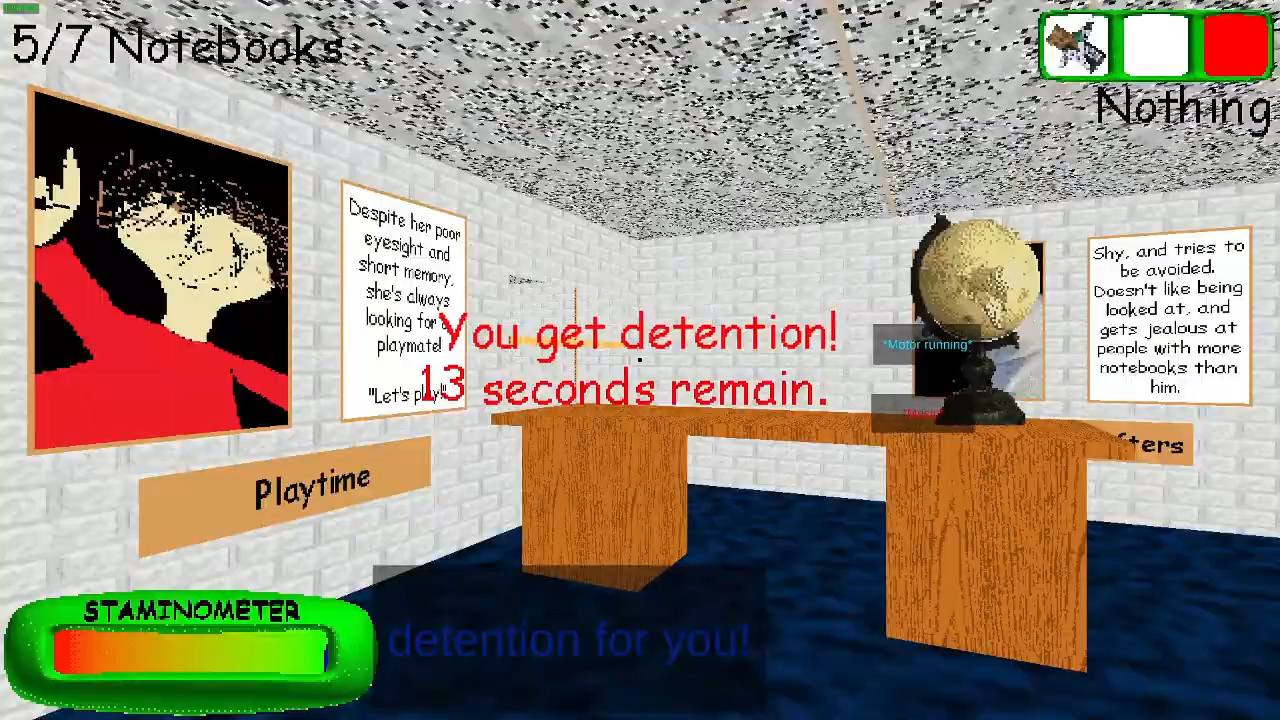 5/7 Notebooks
Nothing
Despite her poor
eyesight and
short memory,
she's always
looking for a
playmate!
"Let's play!"
Shy, and tries to
be avoided.
Doesn't like being
looked at, and
gets jealous at
people with more
notebooks than
him.
You get detention!
13 seconds remain.
*Motor running*
fters
Playtime
STAMINOMETER
detention for you!